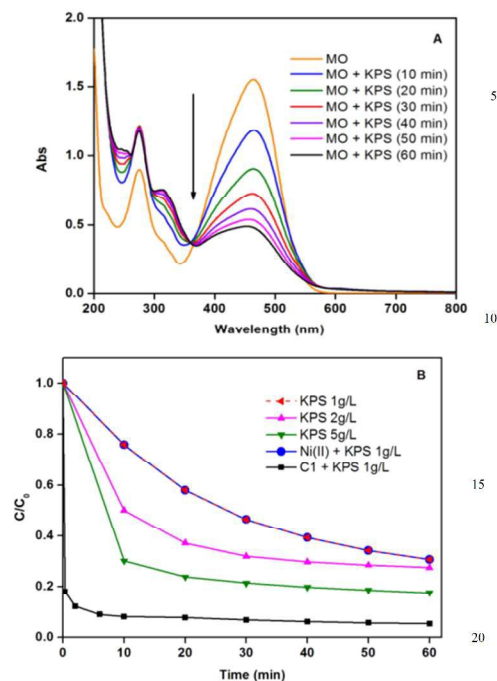 2.0
1.5
1.0
0.5
0.0
Abs
A
MO
MO + KPS (10 min)
MO + KPS (20 min)
MO + KPS (30 min)
MO + KPS (40 min)
MO + KPS (50 min)
MO + KPS (60 min)
200 300 400 500 600 700 800
Wavelength (nm)
5
10
1.0
0.8
0.6
0.4
0.2
0.0
C/C0
B
KPS 1g/L
KPS 2g/L
KPS 5g/L
Ni(II) + KPS 1g/L
C1 + KPS 1g/L
0 10 20 30 40 50 60
Time (min)
15
20